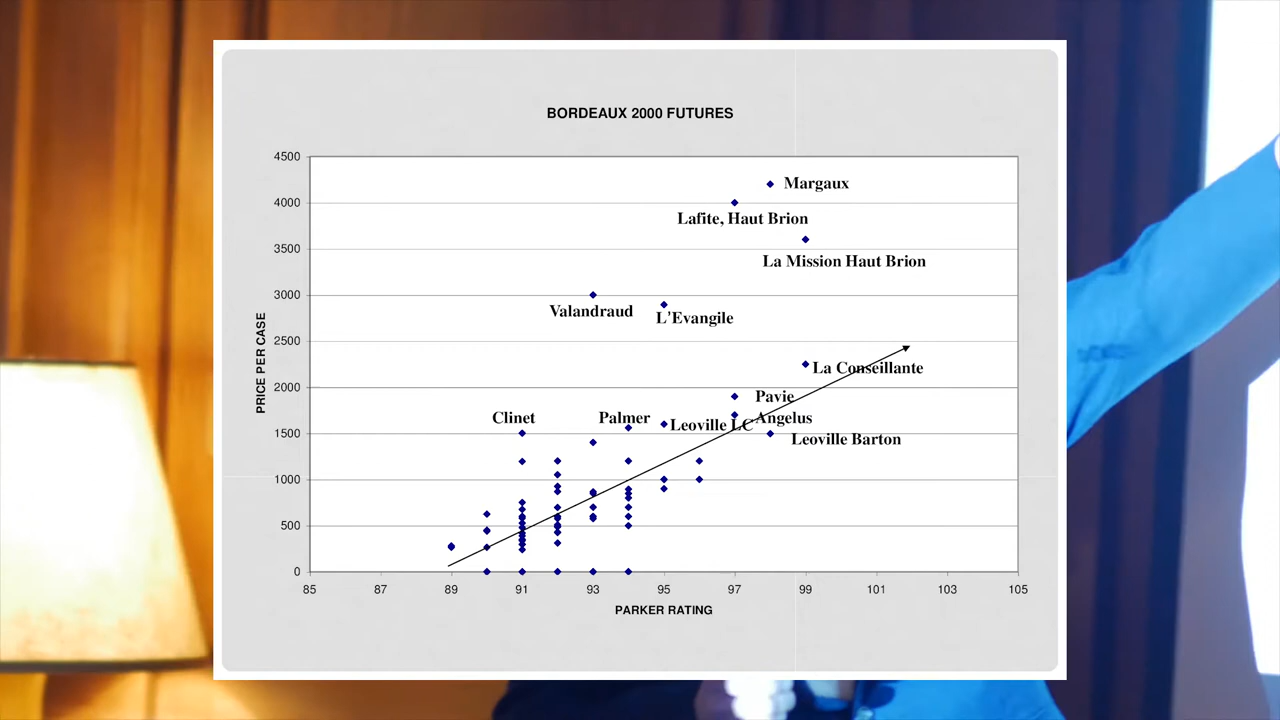 BORDEAUX 2000 FUTURES
4500
4000
3500
3000
2500
2000
1500
1000
500
0
PRICE PER CASE
Margaux
Lafite, Haut Brion
La Mission Haut Brion
Valandraud
L'Evangile
La Conseillante
Pavie
Clinet
Palmer
Leoville LC
Angelus
Leoville Barton
85 87 89 91 93 95 97 99 101 103 105
PARKER RATING